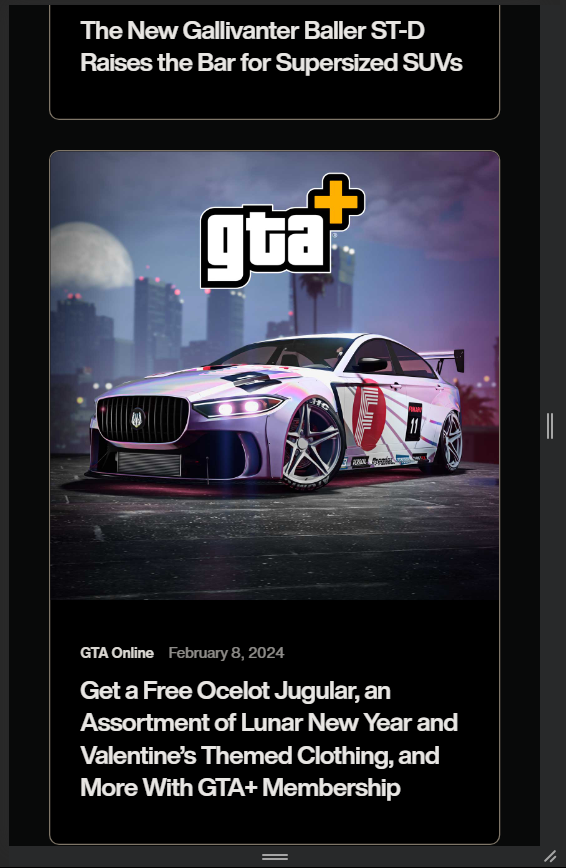 The New Gallivanter Baller ST-D
Raises the Bar for Supersized SUVs
gta+
11
GTA Online February 8, 2024
Get a Free Ocelot Jugular, an
Assortment of Lunar New Year and
Valentine’s Themed Clothing, and
More With GTA+ Membership